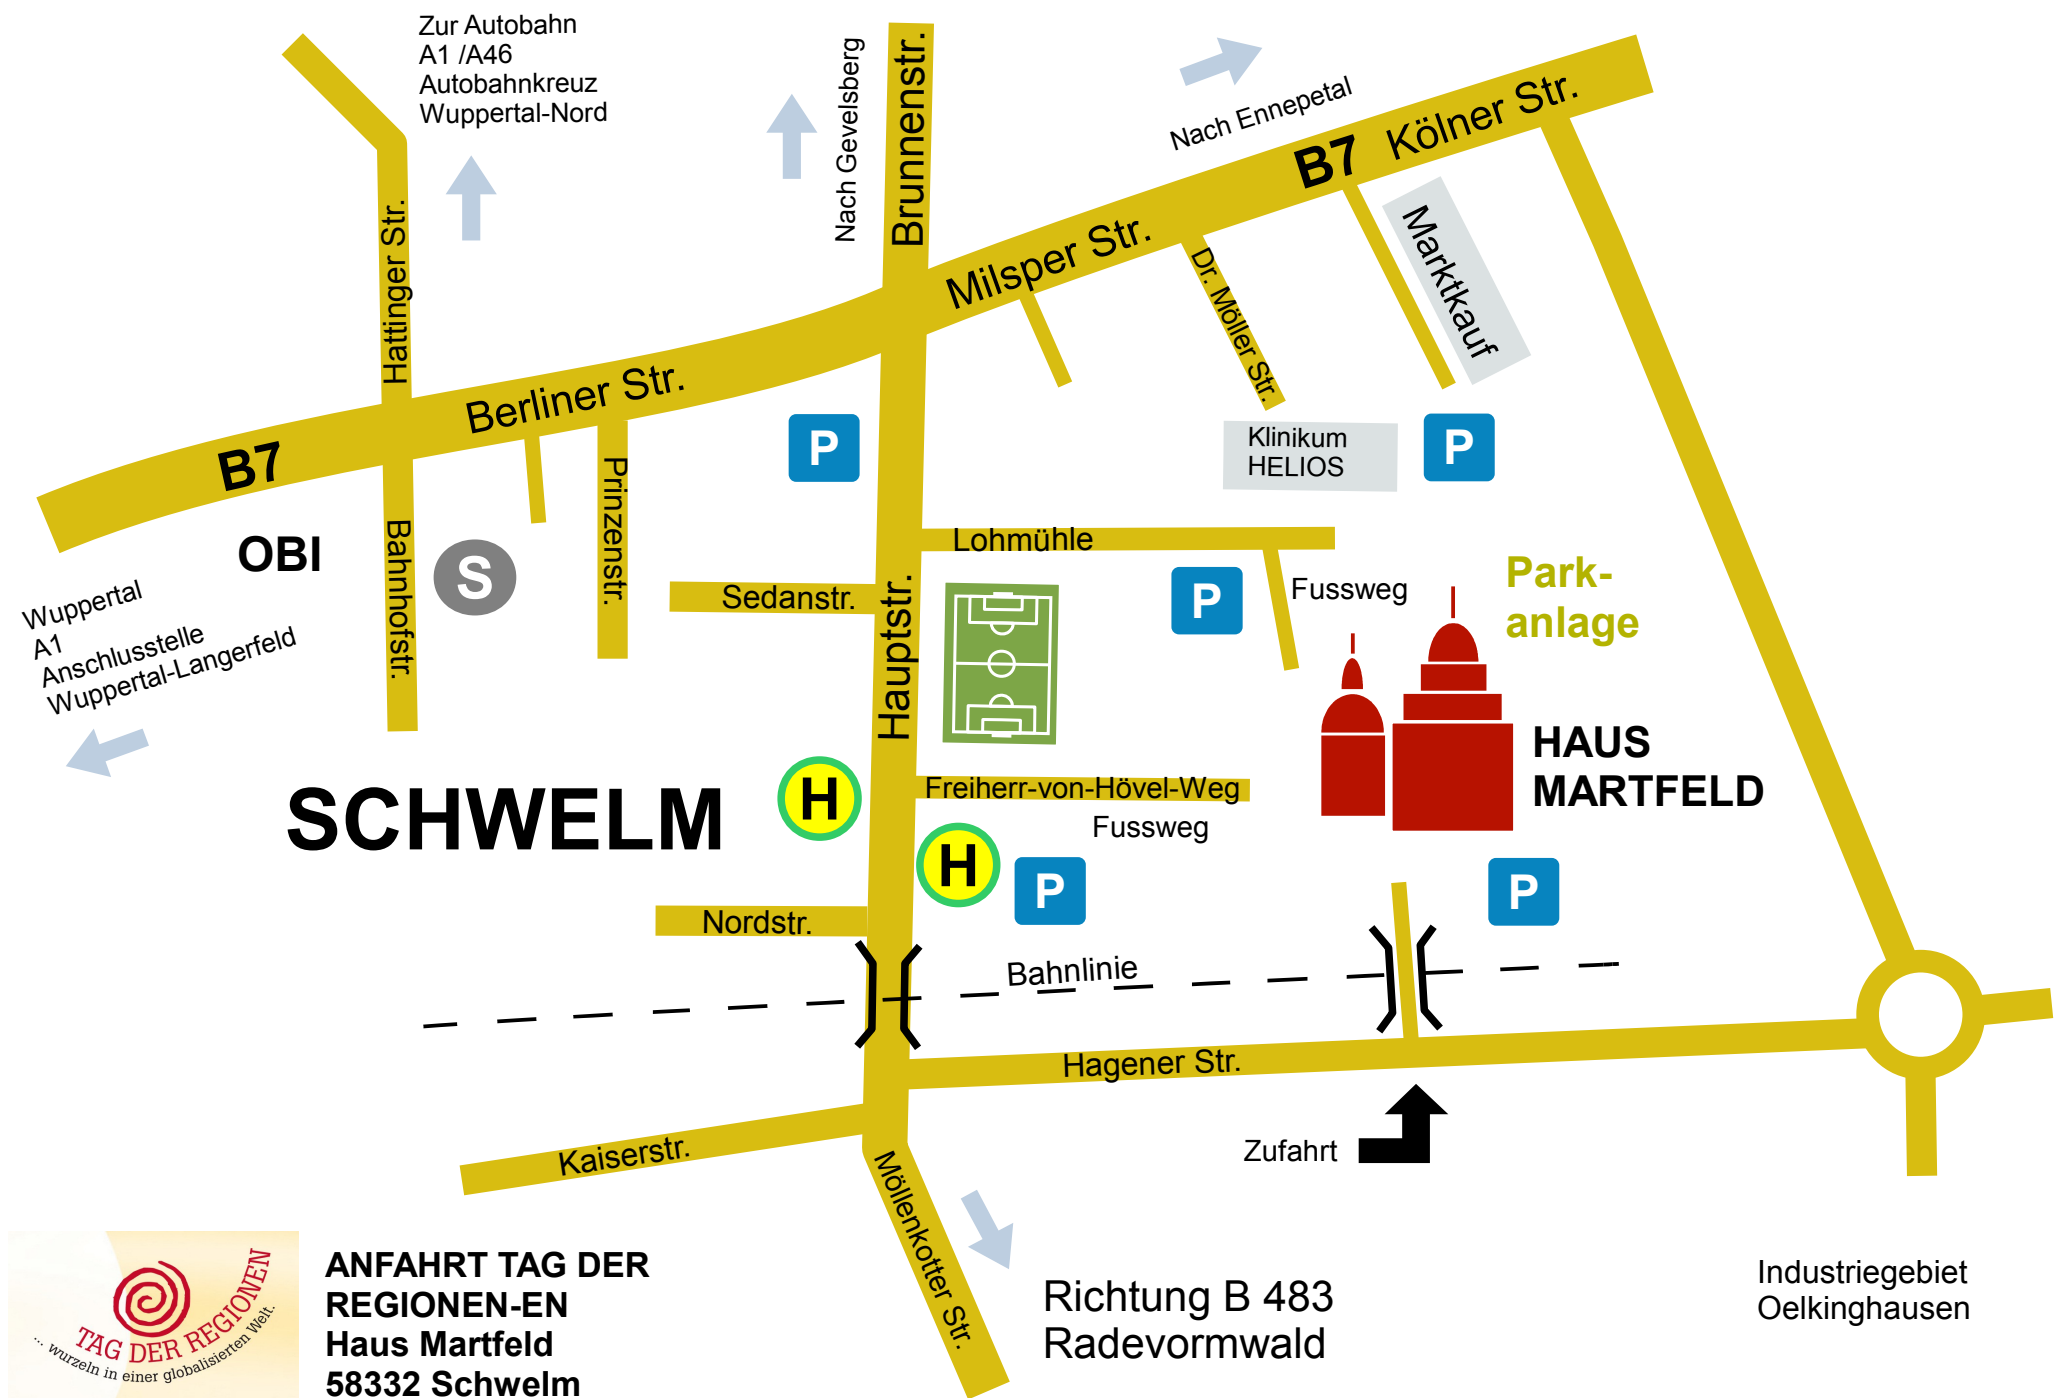 Zur Autobahn
A1 /A46
Autobahnkreuz
Wuppertal-Nord
Nach Gevelsberg
Brunnenstr.
Nach Ennepetal
B7 Kölner Str.
Hattinger Str.
Milsper Str.
Dr. Möller Str.
Marktkauf
Berliner Str.
B7
P
Klinikum
HELIOS
P
Prinzenstr.
Bahnhofstr.
OBI
S
Lohmühle
Wuppertal
A1
Anschlusstelle
Wuppertal-Langerfeld
Sedanstr.
Hauptstr.
P
Fussweg
Park-
anlage
HAUS
MARTFELD
SCHWELM
H
Freiherr-von-Hövel-Weg
Fussweg
H
P
P
Nordstr.
Bahnlinie
Hagener Str.
Kaiserstr.
Zufahrt
Möllenkotter Str.
Richtung B 483
Radevormwald
Industriegebiet
Oelkinghausen
TAG DER REGIONEN
... wurzeln in einer globalisierten Welt.
ANFAHRT TAG DER
REGIONEN-EN
Haus Martfeld
58332 Schwelm